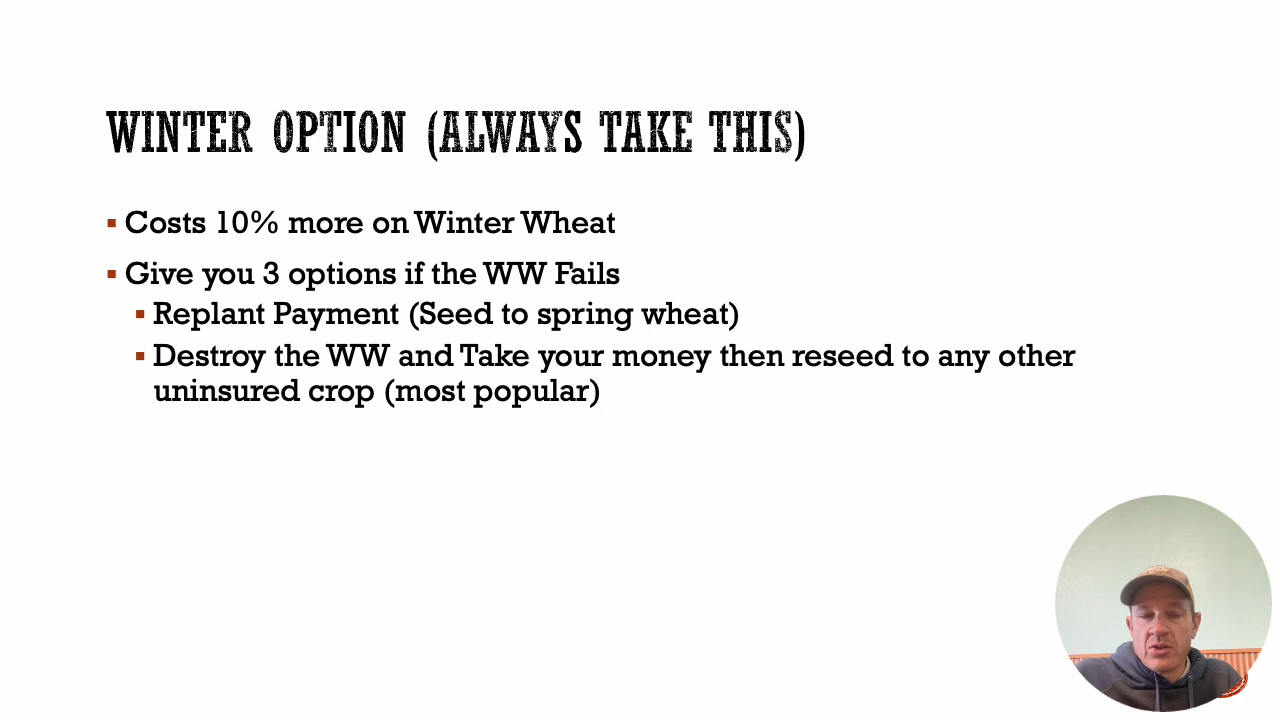 WINTER OPTION (ALWAYS TAKE THIS)
Costs 10% more on Winter Wheat
Give you 3 options if the WW Fails
Replant Payment (Seed to spring wheat)
Destroy the WW and Take your money then reseed to any other
uninsured crop (most popular)